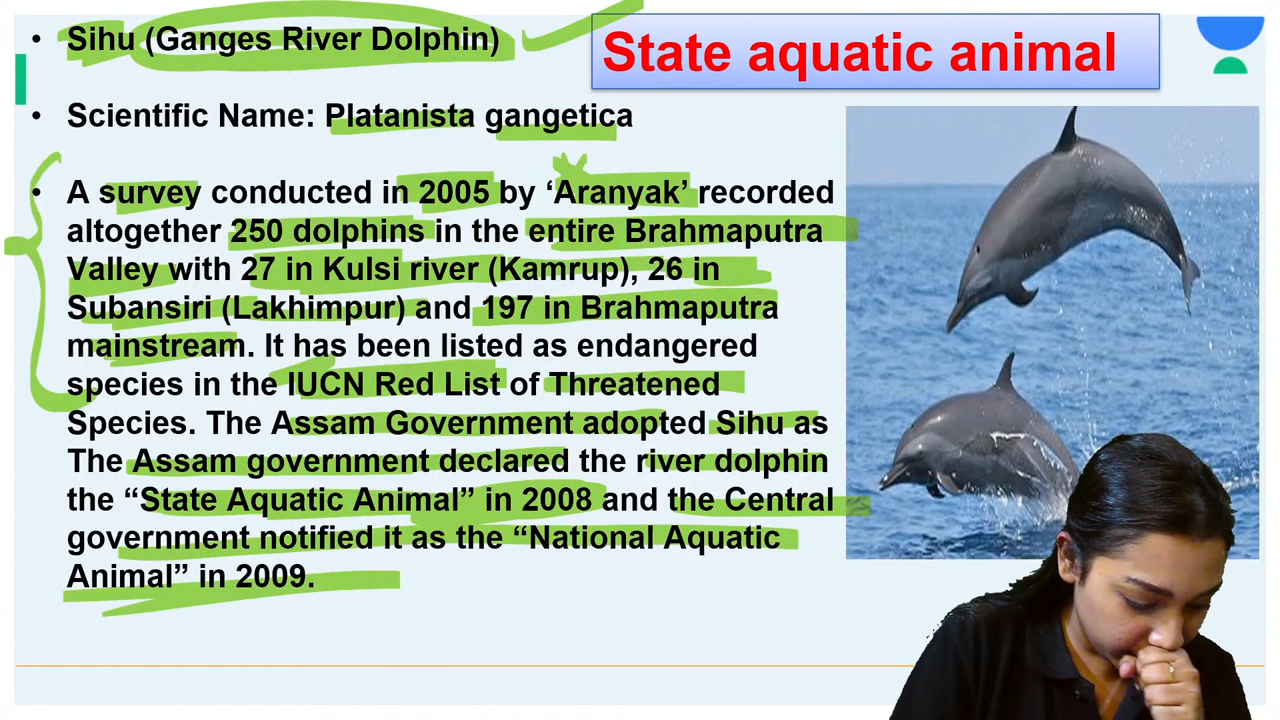 • Sihu (Ganges River Dolphin)
State aquatic animal
• Scientific Name: Platanista gangetica
• A survey conducted in 2005 by ‘Aranyak’ recorded
altogether 250 dolphins in the entire Brahmaputra
Valley with 27 in Kulsi river (Kamrup), 26 in
Subansiri (Lakhimpur) and 197 in Brahmaputra
mainstream. It has been listed as endangered
species in the IUCN Red List of Threatened
Species. The Assam Government adopted Sihu as
The Assam government declared the river dolphin
the “State Aquatic Animal” in 2008 and the Central
government notified it as the “National Aquatic
Animal” in 2009.